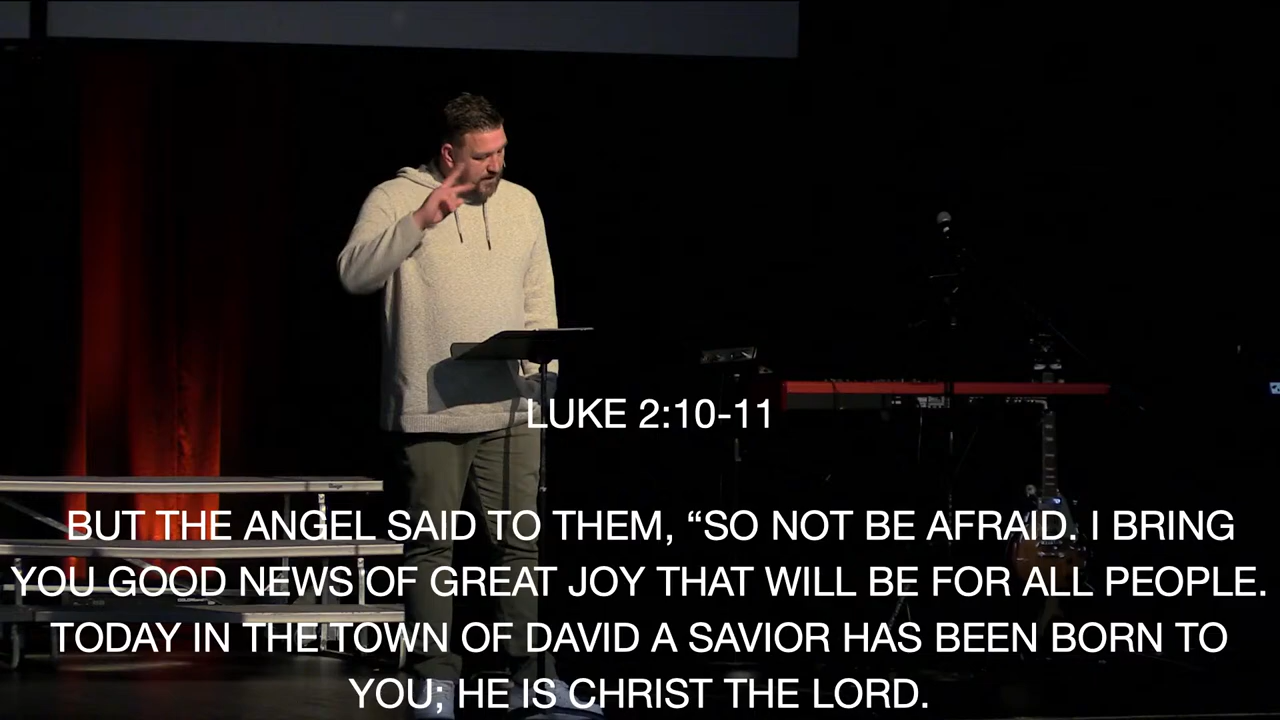 LUKE 2:10-11
BUT THE ANGEL SAID TO THEM, “SO NOT BE AFRAID. I BRING
YOU GOOD NEWS OF GREAT JOY THAT WILL BE FOR ALL PEOPLE.
TODAY IN THE TOWN OF DAVID A SAVIOR HAS BEEN BORN TO
YOU; HE IS CHRIST THE LORD.